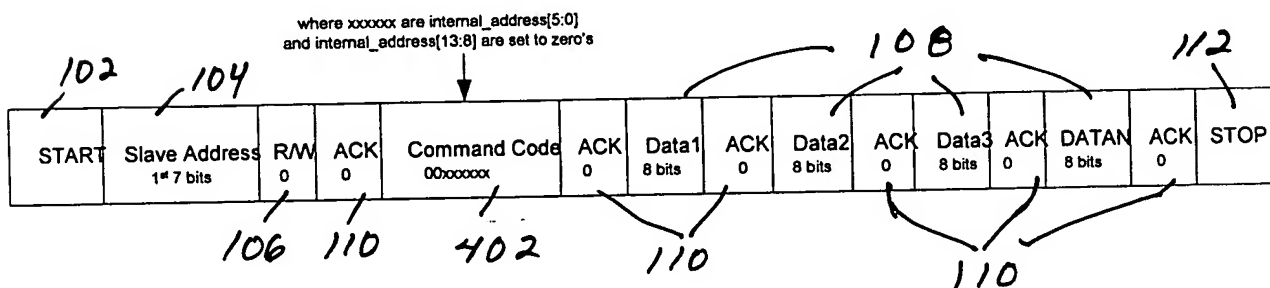 where xxxxxx are internal_address[5:0]
and internal_address[13:8] are set to zero's
102 104 108 112
START Slave Address R/W ACK Command Code ACK Data1 ACK Data2 ACK Data3 ACK DATAN ACK STOP
1st 7 bits 0 0 00xxxxxx 0 8 bits 0 8 bits 0 8 bits 0 8 bits 0
106 110 402 110 110